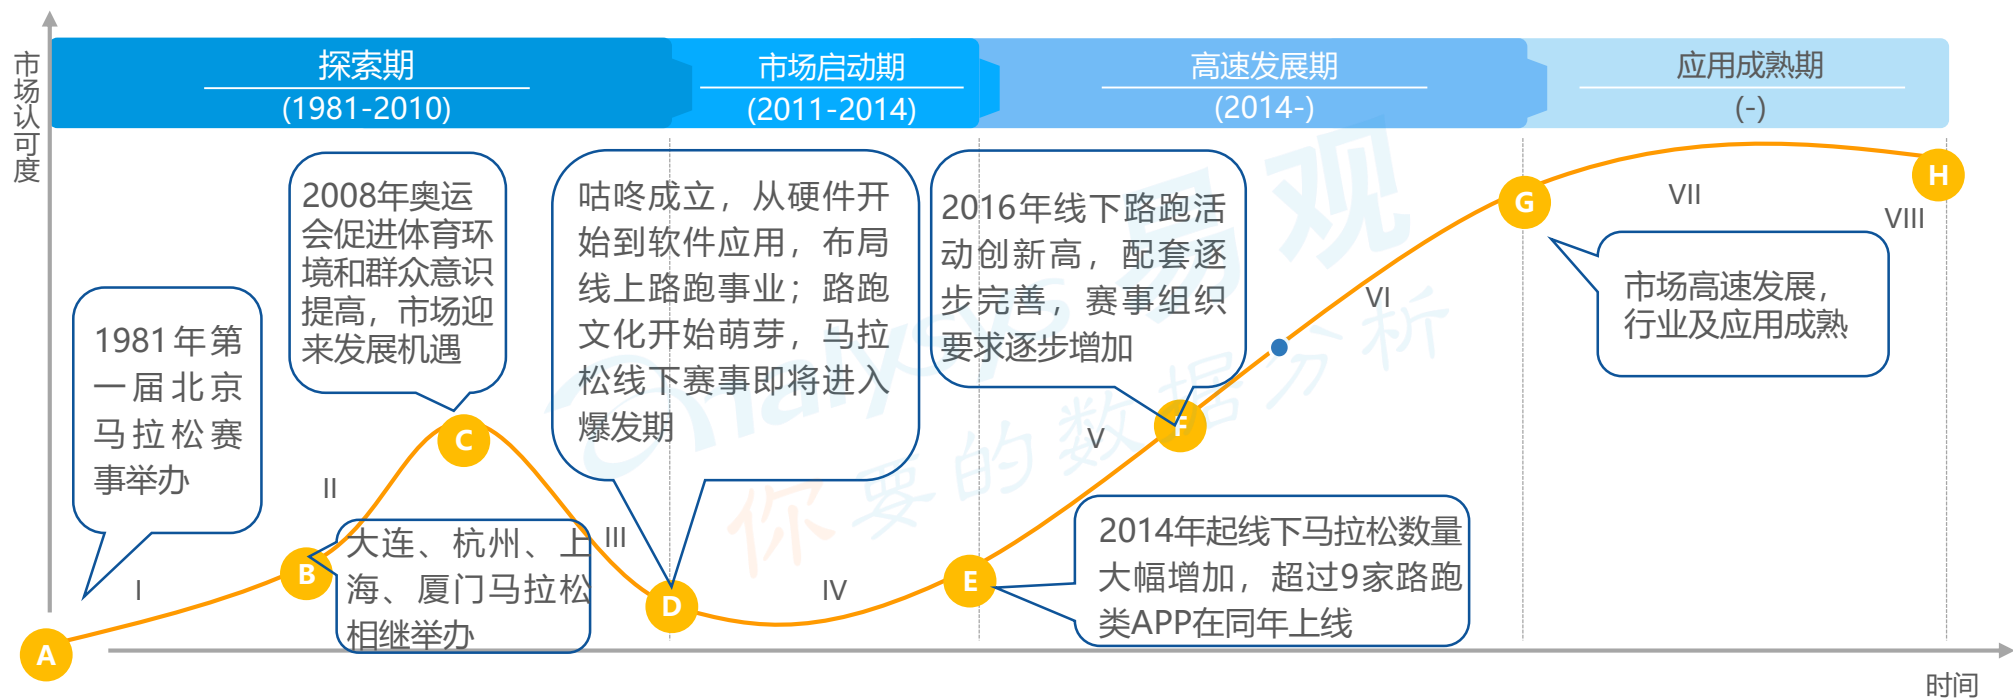 市场认可度
探索期
(1981-2010)
市场启动期
(2011-2014)
高速发展期
(2014-)
应用成熟期
(-)
1981年第
一届北京
马拉松赛
事举办
2008年奥运
会促进体育环
境和群众意识
提高，市场迎
来发展机遇
咕咚成立，从硬件开
始到软件应用，布局
线上路跑事业；路跑
文化开始萌芽，马拉
松线下赛事即将进入
爆发期
2016年线下路跑活
动创新高，配套逐
步完善，赛事组织
要求逐步增加
市场高速发展，
行业及应用成熟
大连、杭州、上
海、厦门马拉松
相继举办
2014年起线下马拉松数量
大幅增加，超过9家路跑
类APP在同年上线
A
I
B
II
C
III
D
IV
E
V
F
VI
G
VII
VIII
H
时间
analysys 易观
你要的数据分析